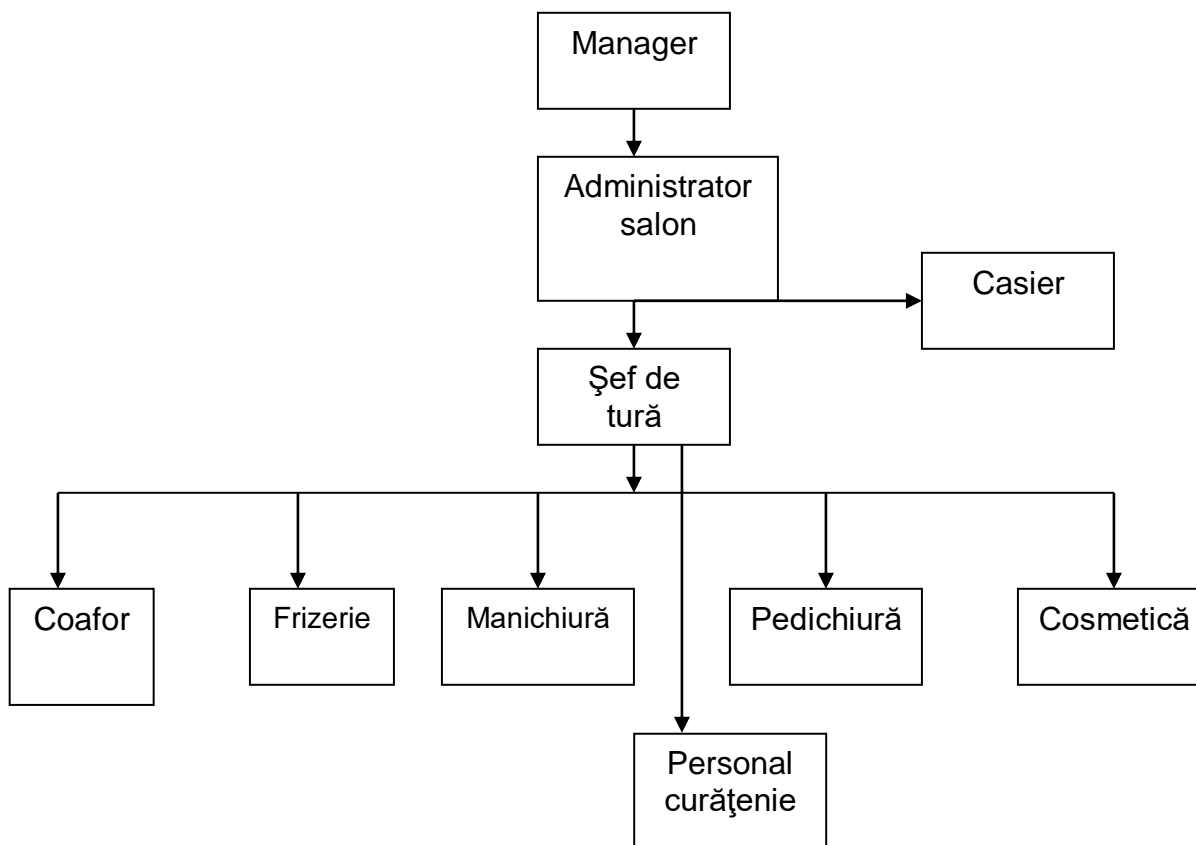 Manager
Administrator
salon
Casier
Şef de
tură
Coafor
Frizerie
Manichiură
Pedichiură
Cosmetică
Personal
curăţenie